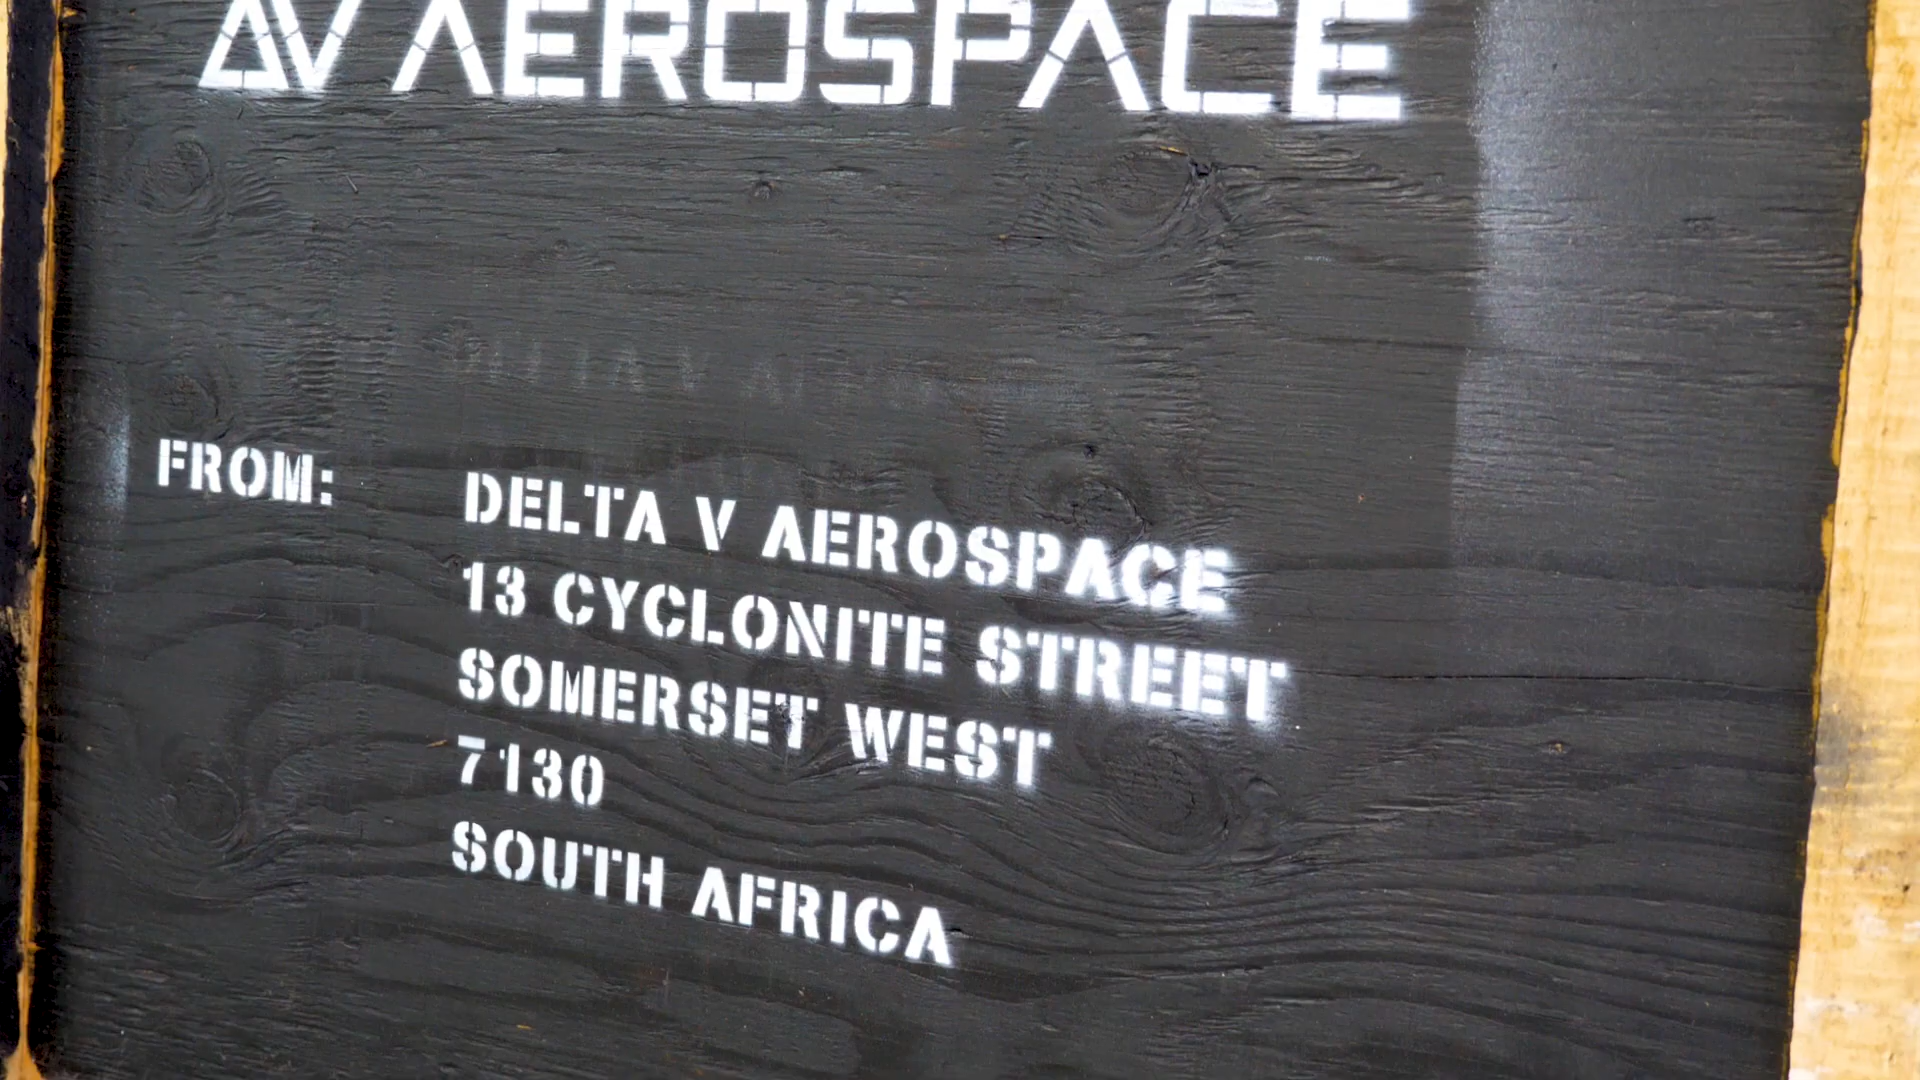 ΔV AEROSPACE
FROM:
DELTA V AEROSPACE
13 CYCLONITE STREET
SOMERSET WEST
7130
SOUTH AFRICA